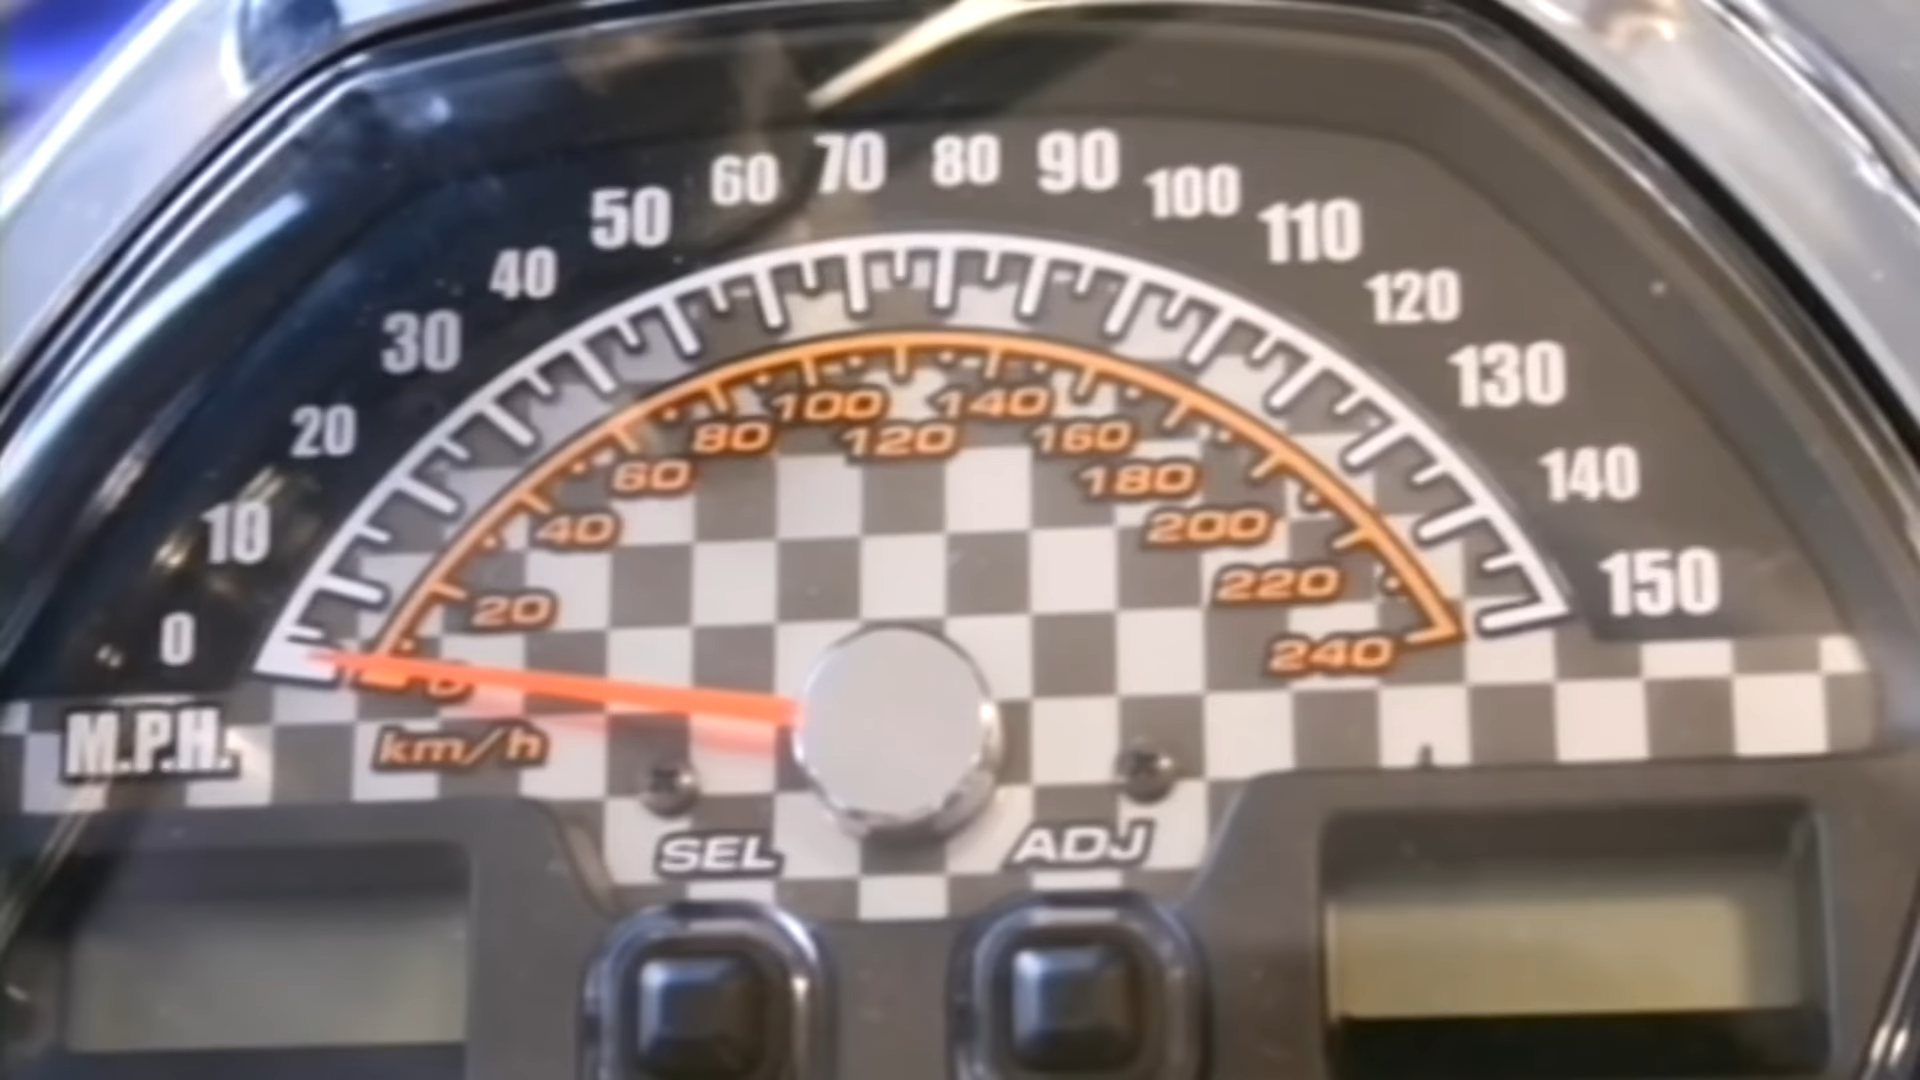 0 10 20 30 40 50 60 70 80 90 100 110 120 130 140 150
M.P.H.
0 20 40 60 80 100 120 140 160 180 200 220 240
km/h
SEL ADJ